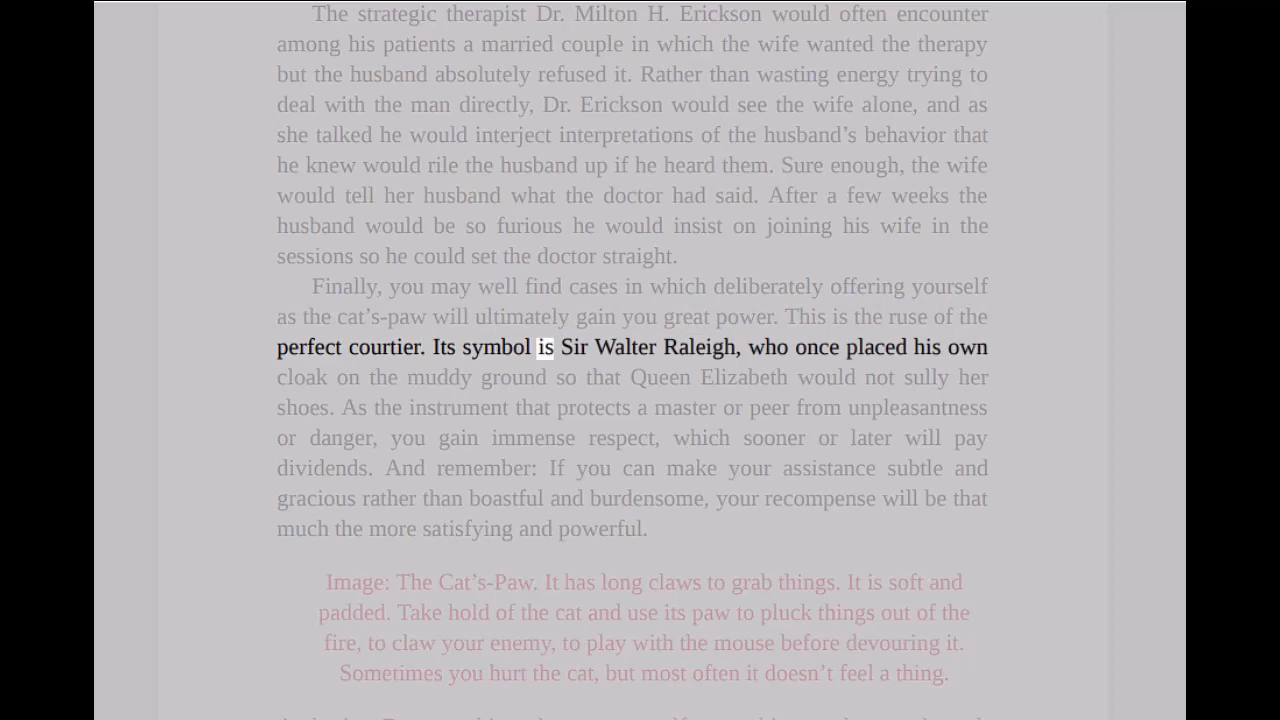 The strategic therapist Dr. Milton H. Erickson would often encounter
among his patients a married couple in which the wife wanted the therapy
but the husband absolutely refused it. Rather than wasting energy trying to
deal with the man directly, Dr. Erickson would see the wife alone, and as
she talked he would interject interpretations of the husband’s behavior that
he knew would rile the husband up if he heard them. Sure enough, the wife
would tell her husband what the doctor had said. After a few weeks the
husband would be so furious he would insist on joining his wife in the
sessions so he could set the doctor straight.
Finally, you may well find cases in which deliberately offering yourself
as the cat’s-paw will ultimately gain you great power. This is the ruse of the
perfect courtier. Its symbol is Sir Walter Raleigh, who once placed his own
cloak on the muddy ground so that Queen Elizabeth would not sully her
shoes. As the instrument that protects a master or peer from unpleasantness
or danger, you gain immense respect, which sooner or later will pay
dividends. And remember: If you can make your assistance subtle and
gracious rather than boastful and burdensome, your recompense will be that
much the more satisfying and powerful.
Image: The Cat’s-Paw. It has long claws to grab things. It is soft and
padded. Take hold of the cat and use its paw to pluck things out of the
fire, to claw your enemy, to play with the mouse before devouring it.
Sometimes you hurt the cat, but most often it doesn’t feel a thing.